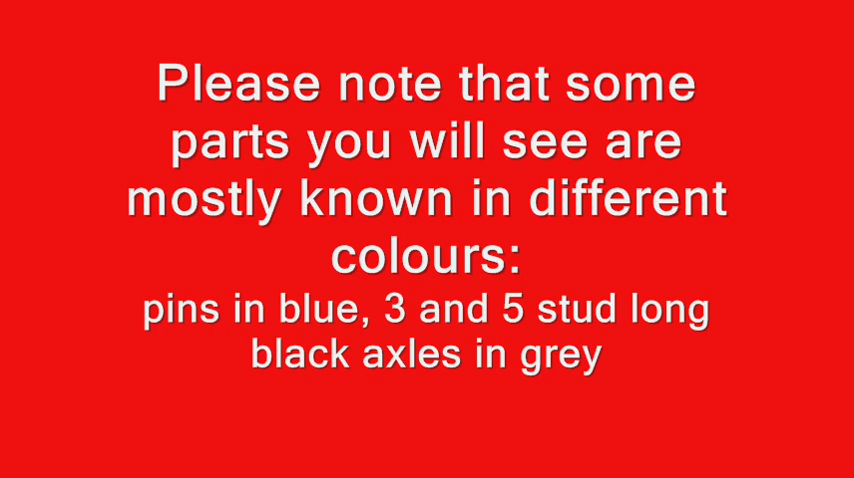 Please note that some
parts you will see are
mostly known in different
colours:
pins in blue, 3 and 5 stud long
black axles in grey